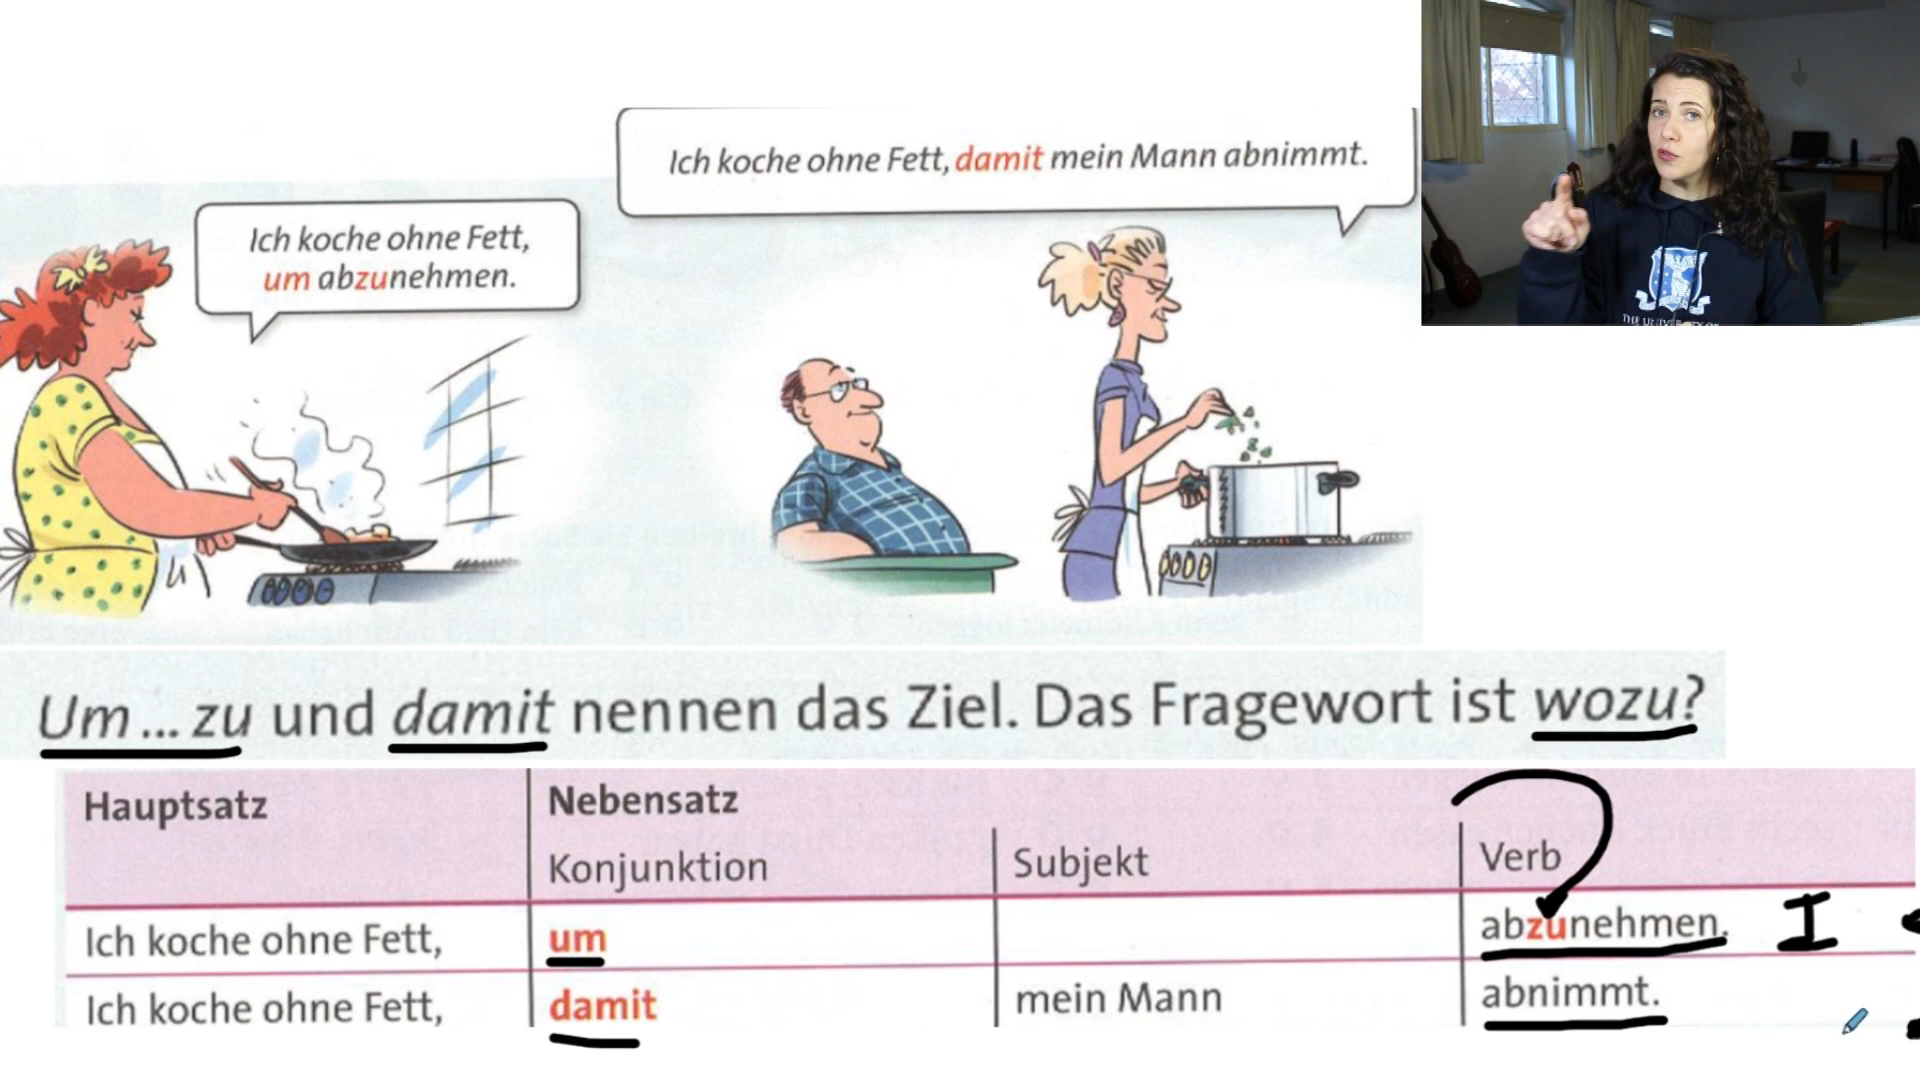 Ich koche ohne Fett, damit mein Mann abnimmt.
Ich koche ohne Fett,
um abzunehmen.
Um ... zu und damit nennen das Ziel. Das Fragewort ist wozu?
Hauptsatz Nebensatz
Konjunktion Subjekt Verb
Ich koche ohne Fett, um abzunehmen. I
Ich koche ohne Fett, damit mein Mann abnimmt.